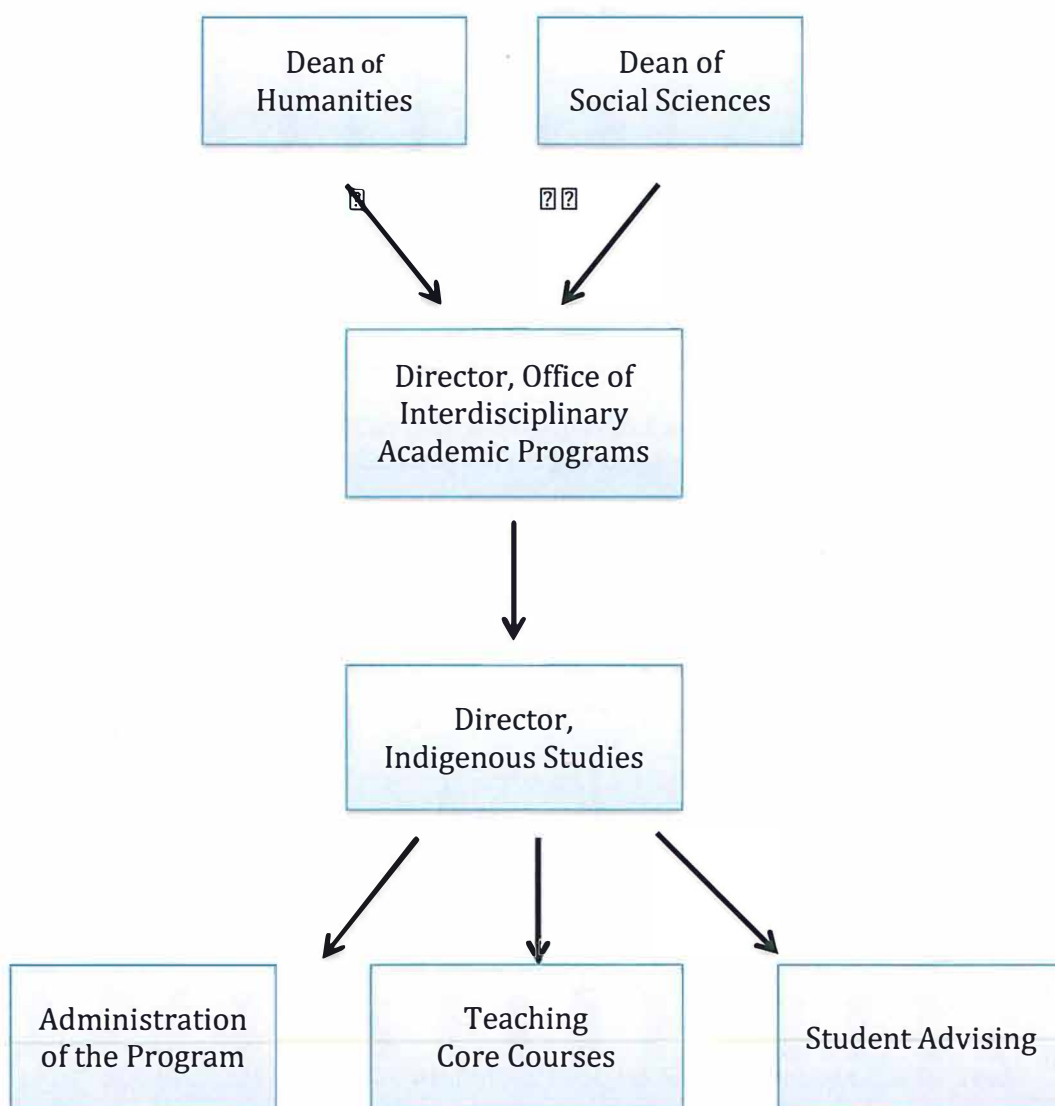 Dean of
Humanities
Dean of
Social Sciences
Director, Office of
Interdisciplinary
Academic Programs
Director,
Indigenous Studies
Administration
of the Program
Teaching
Core Courses
Student Advising